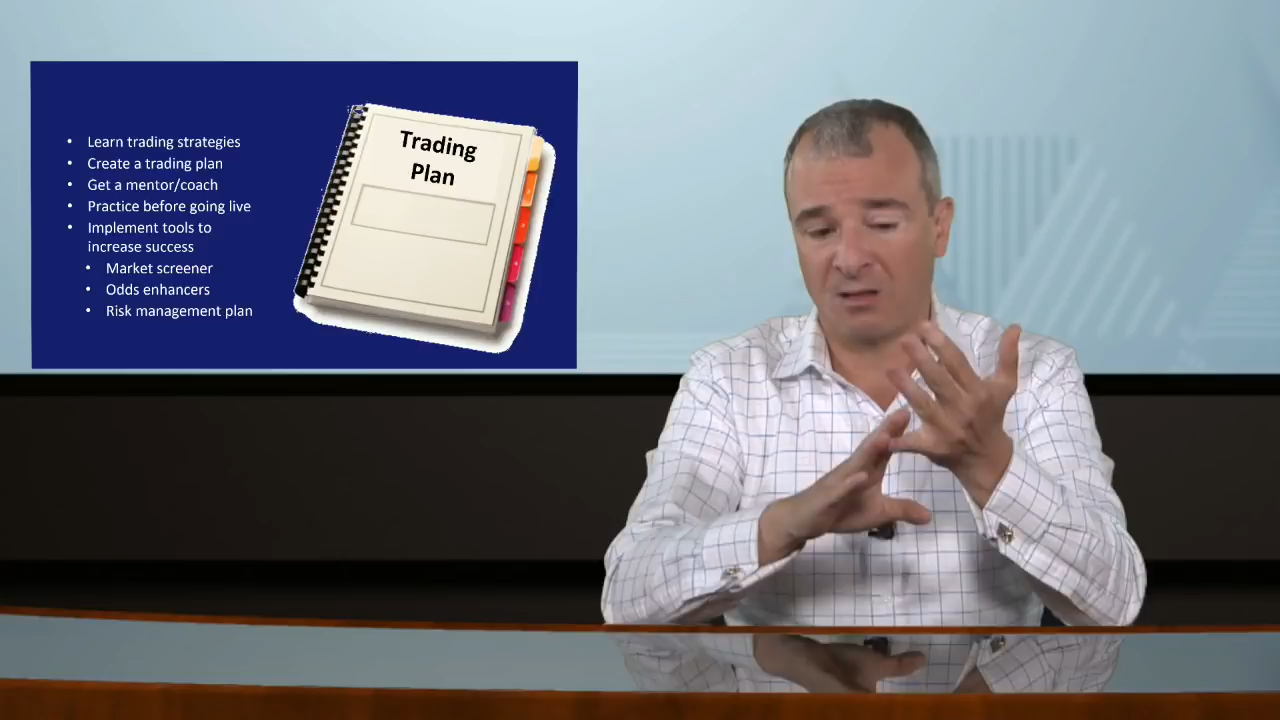 • Learn trading strategies
• Create a trading plan
• Get a mentor/coach
• Practice before going live
• Implement tools to
increase success
• Market screener
• Odds enhancers
• Risk management plan
Trading
Plan